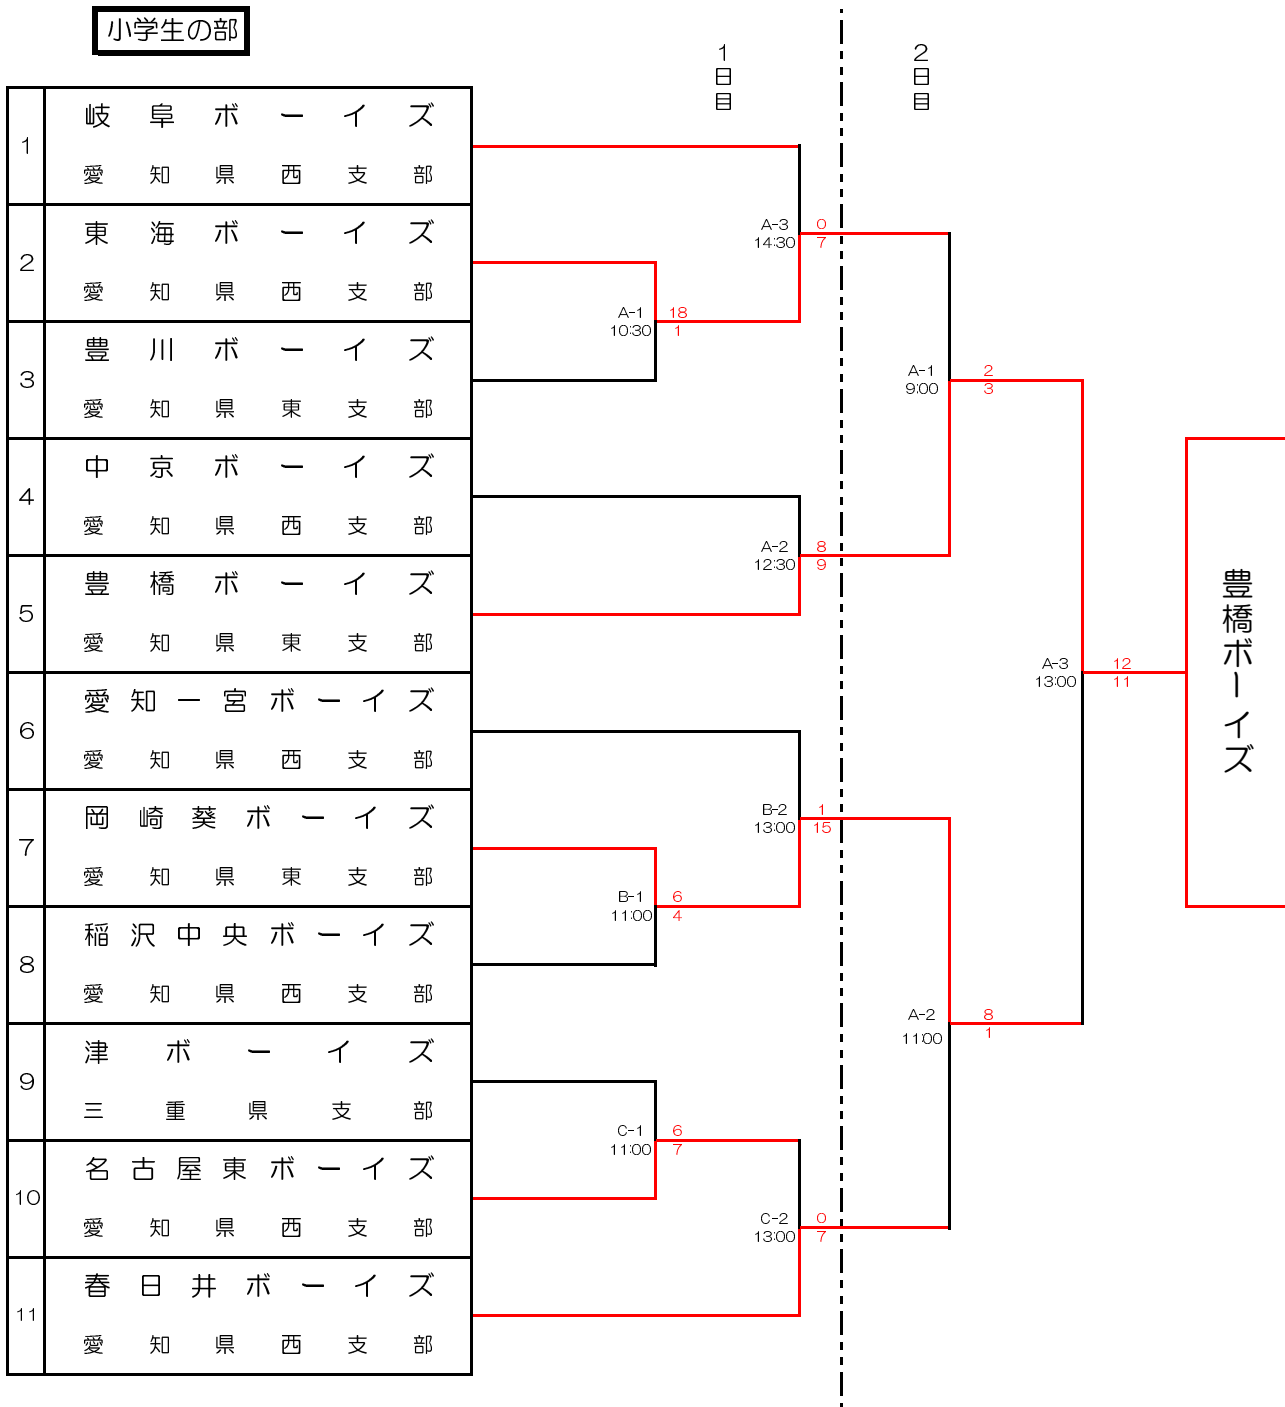 小学生の部
1日目
2日目
1
岐阜ボーイズ
愛知県西支部
2
東海ボーイズ
愛知県西支部
3
豊川ボーイズ
愛知県東支部
4
中京ボーイズ
愛知県西支部
5
豊橋ボーイズ
愛知県東支部
6
愛知一宮ボーイズ
愛知県西支部
7
岡崎葵ボーイズ
愛知県東支部
8
稲沢中央ボーイズ
愛知県西支部
9
津ボーイズ
三重県支部
10
名古屋東ボーイズ
愛知県西支部
11
春日井ボーイズ
愛知県西支部
A-1
10:30
18
1
B-1
11:00
6
4
C-1
11:00
6
7
A-3
14:30
0
7
A-2
12:30
8
9
B-2
13:00
1
15
C-2
13:00
0
7
A-1
9:00
2
3
A-2
11:00
8
1
A-3
13:00
12
11
豊橋ボーイズ